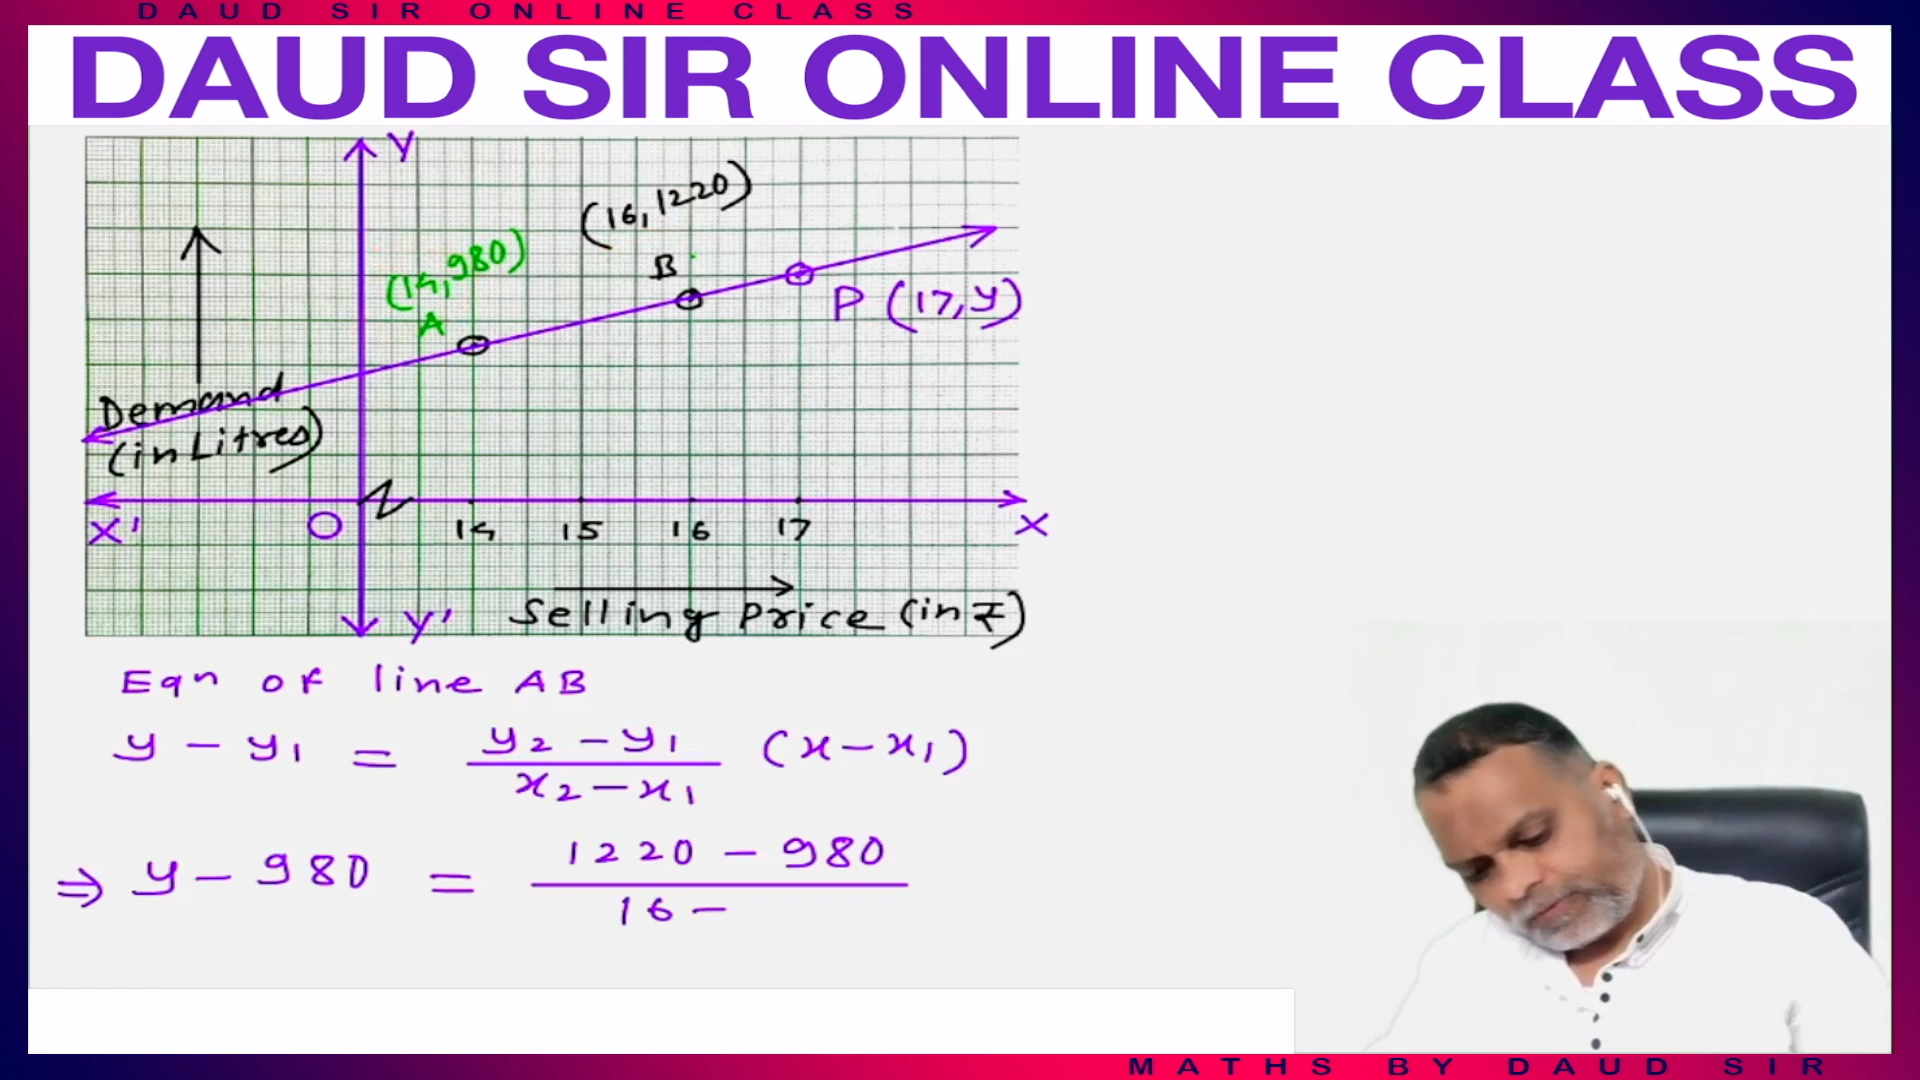 DAUD SIR ONLINE CLASS
DAUD SIR ONLINE CLASS
Y
(16, 1220)
(14, 980)
B
A
P (17, y)
Demand
(in Litres)
X' O 14 15 16 17 X
Y' Selling Price (in ₹)
Eqn of line AB
y - y1 = y2 - y1 / x2 - x1 (x - x1)
⇒ y - 980 = 1220 - 980 / 16 -
MATHS BY DAUD SIR